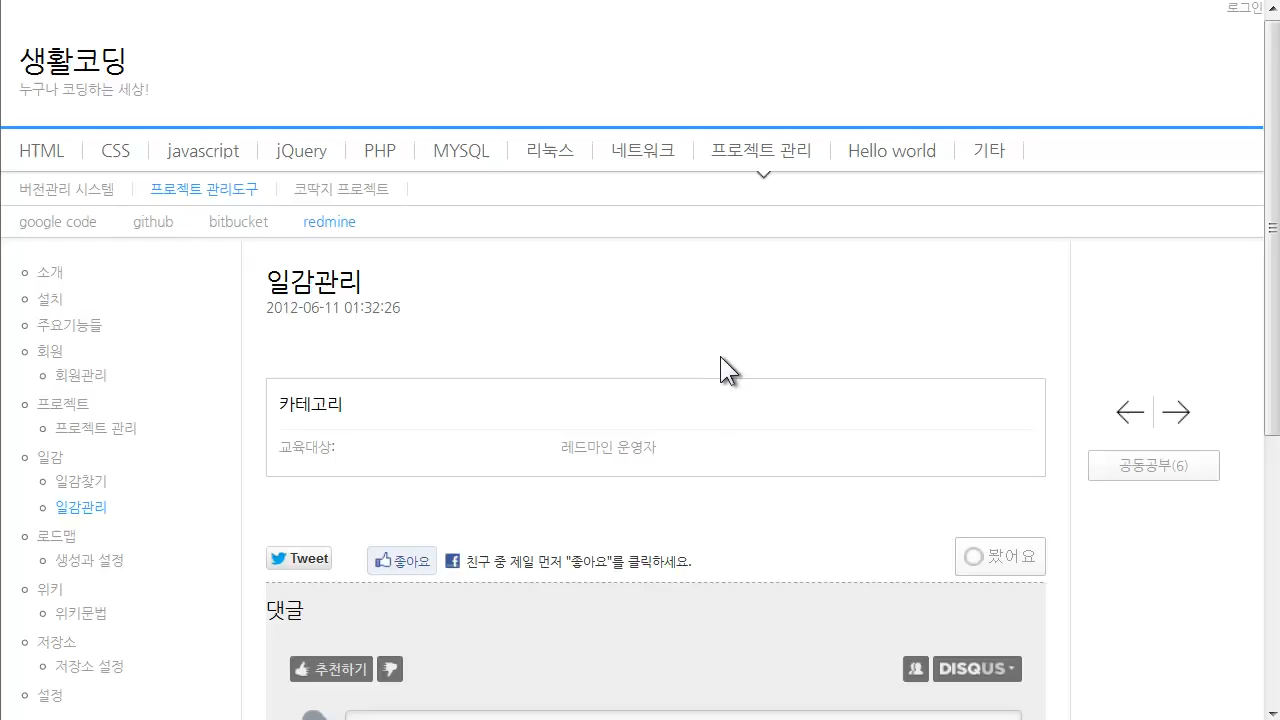 로그인
생활코딩
누구나 코딩하는 세상!
HTML CSS javascript jQuery PHP MYSQL 리눅스 네트워크 프로젝트 관리 Hello world 기타
버전관리 시스템 프로젝트 관리도구 코딱지 프로젝트
google code github bitbucket redmine
소개
설치
주요기능들
회원
회원관리
프로젝트
프로젝트 관리
일감
일감찾기
일감관리
로드맵
생성과 설정
위키
위키문법
저장소
저장소 설정
설정
일감관리
2012-06-11 01:32:26
카테고리
교육대상: 레드마인 운영자
Tweet 좋아요 친구 중 제일 먼저 "좋아요"를 클릭하세요. 봤어요
댓글
추천하기 DISQUS
공동공부(6)